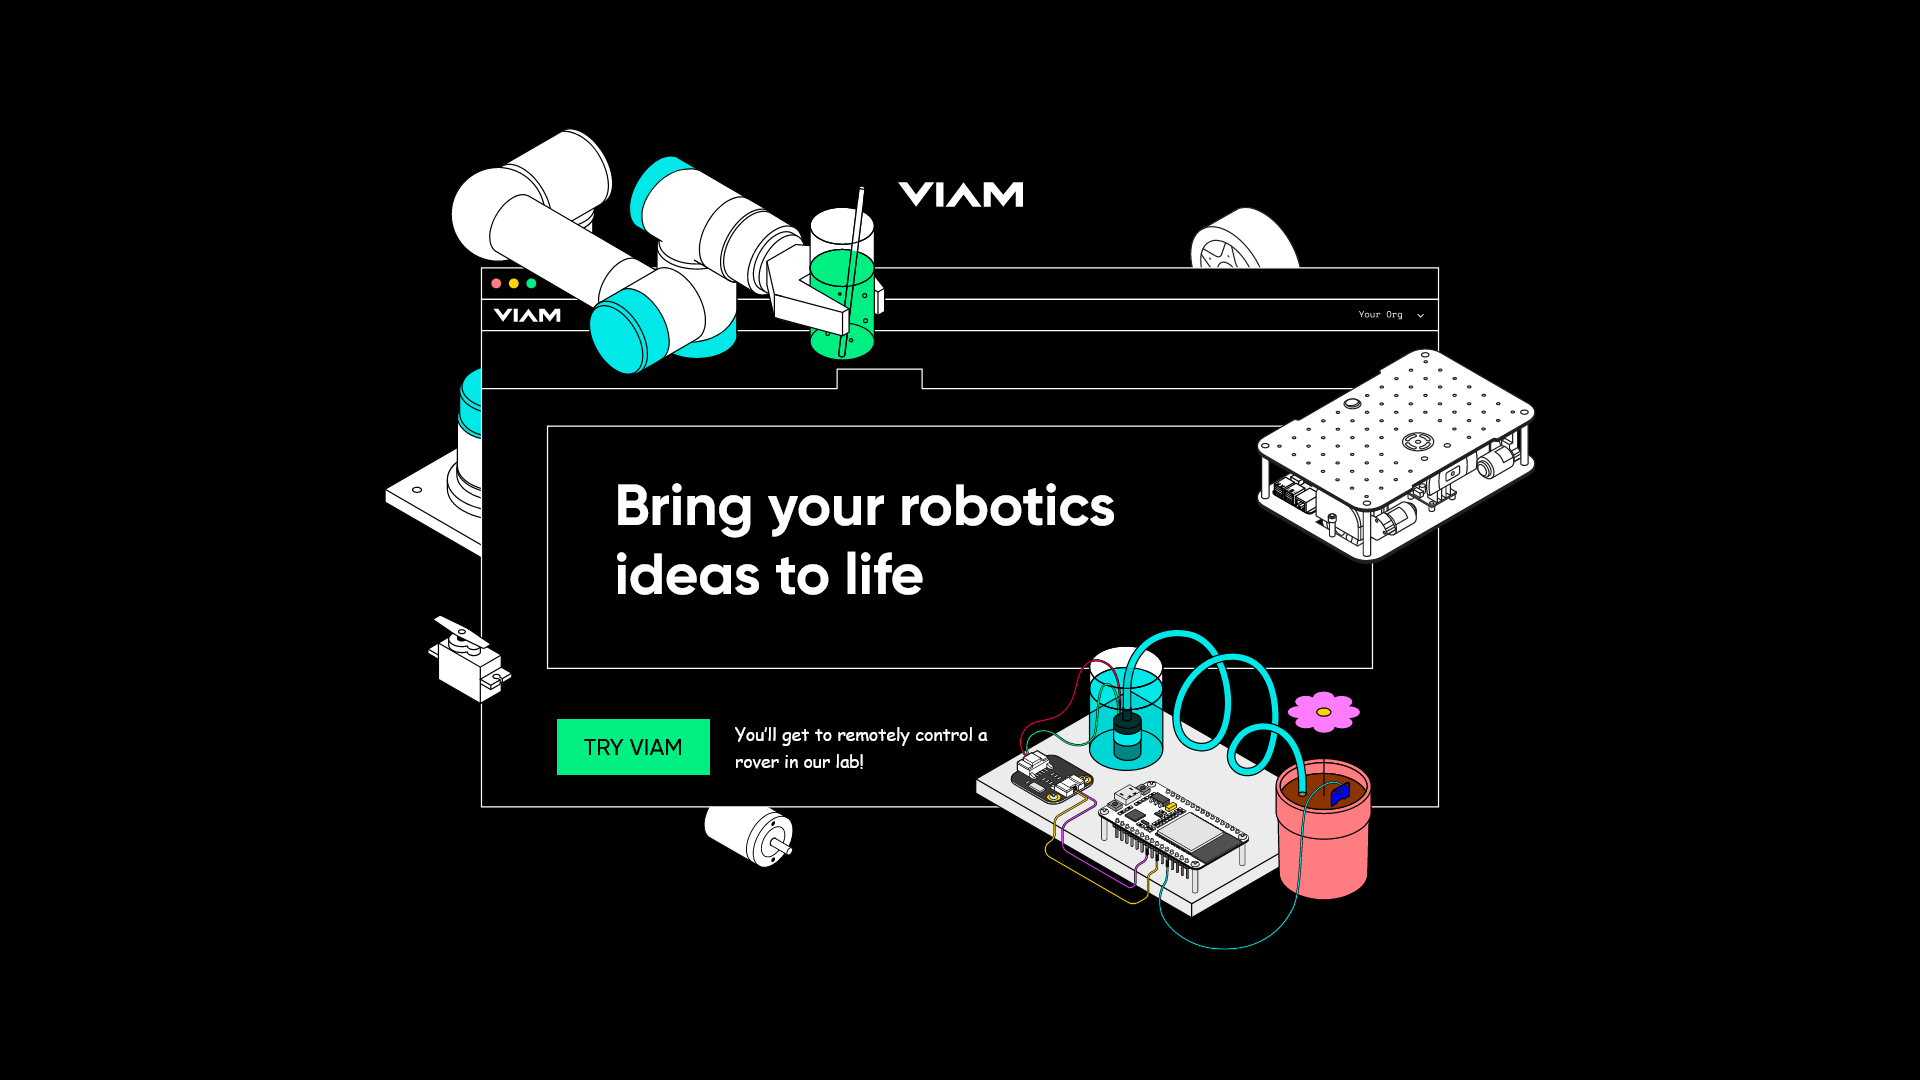 VIAM
VIAM
Your Org
Bring your robotics
ideas to life
TRY VIAM
You'll get to remotely control a
rover in our lab!